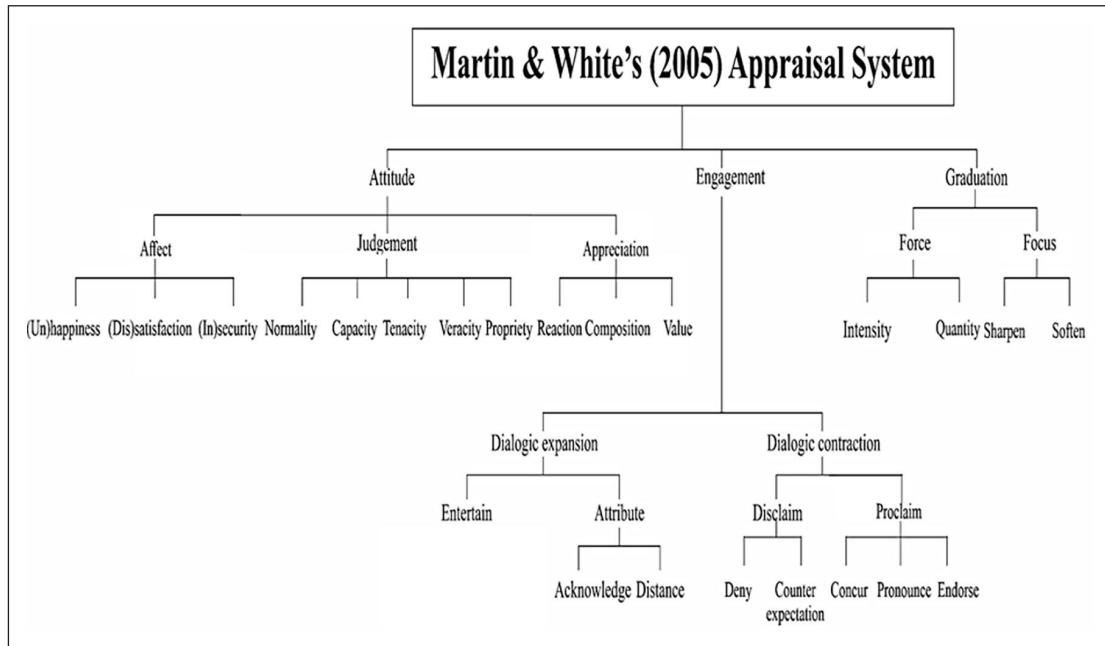 Martin & White's (2005) Appraisal System
Attitude Engagement Graduation
Affect Judgement Appreciation Force Focus
(Un)happiness (Dis)satisfaction (In)security Normality Capacity Tenacity Veracity Propriety Reaction Composition Value Intensity Quantity Sharpen Soften
Dialogic expansion Dialogic contraction
Entertain Attribute Disclaim Proclaim
Acknowledge Distance Deny Counter Concur Pronounce Endorse
expectation